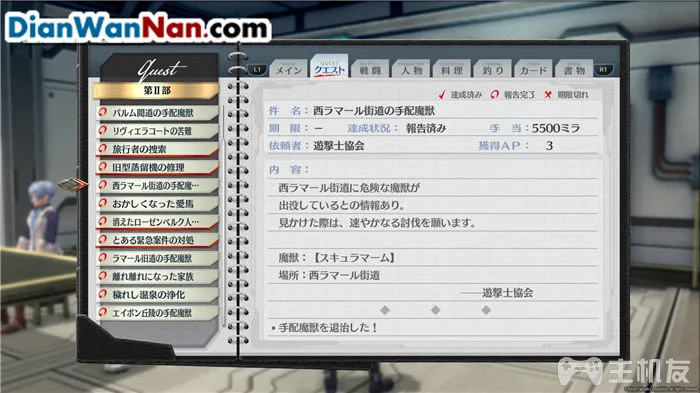 DianWanNan.com
Quest
第Ⅱ部
バルム間道の手配魔獣
リヴィエラコートの苦難
旅行者の捜索
旧型蒸留機の修理
西ラマール街道の手配魔…
おかしくなった愛馬
消えたローゼンベルク人…
とある緊急案件の対処
ラマール旧道の手配魔獣
離れ離れになった家族
穢れし温泉の浄化
エイボン丘陵の手配魔獣
L1 メイン クエスト 戦闘 人物 料理 釣り カード 書物 R1
達成済み 報告完了 期限切れ
件 名：西ラマール街道の手配魔獣
期 限：－ 達成状況：報告済み 手 当：5500ミラ
依頼者：遊撃士協会 獲得AP： 3
内 容：
西ラマール街道に危険な魔獣が
出没しているとの情報あり。
見かけた際は、速やかなる討伐を願います。
魔獣：【スキュラマーム】
場所：西ラマール街道
――遊撃士協会
・手配魔獣を退治した！
主机友